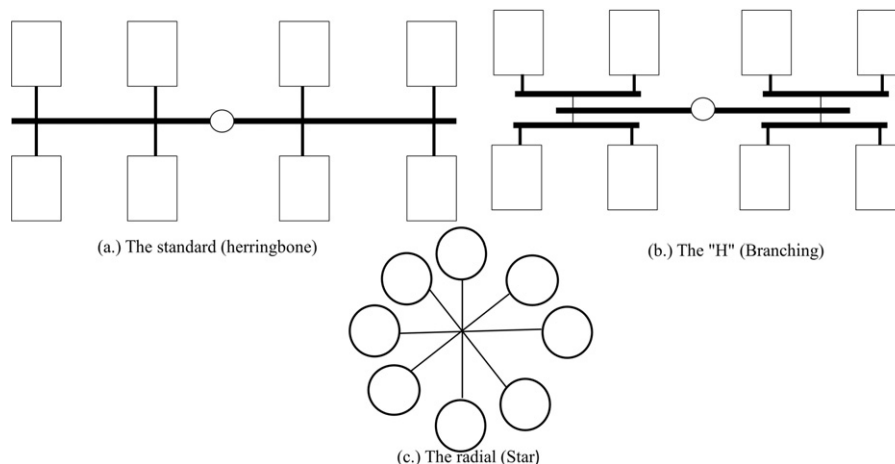 (a.) The standard (herringbone)
(b.) The "H" (Branching)
(c.) The radial (Star)